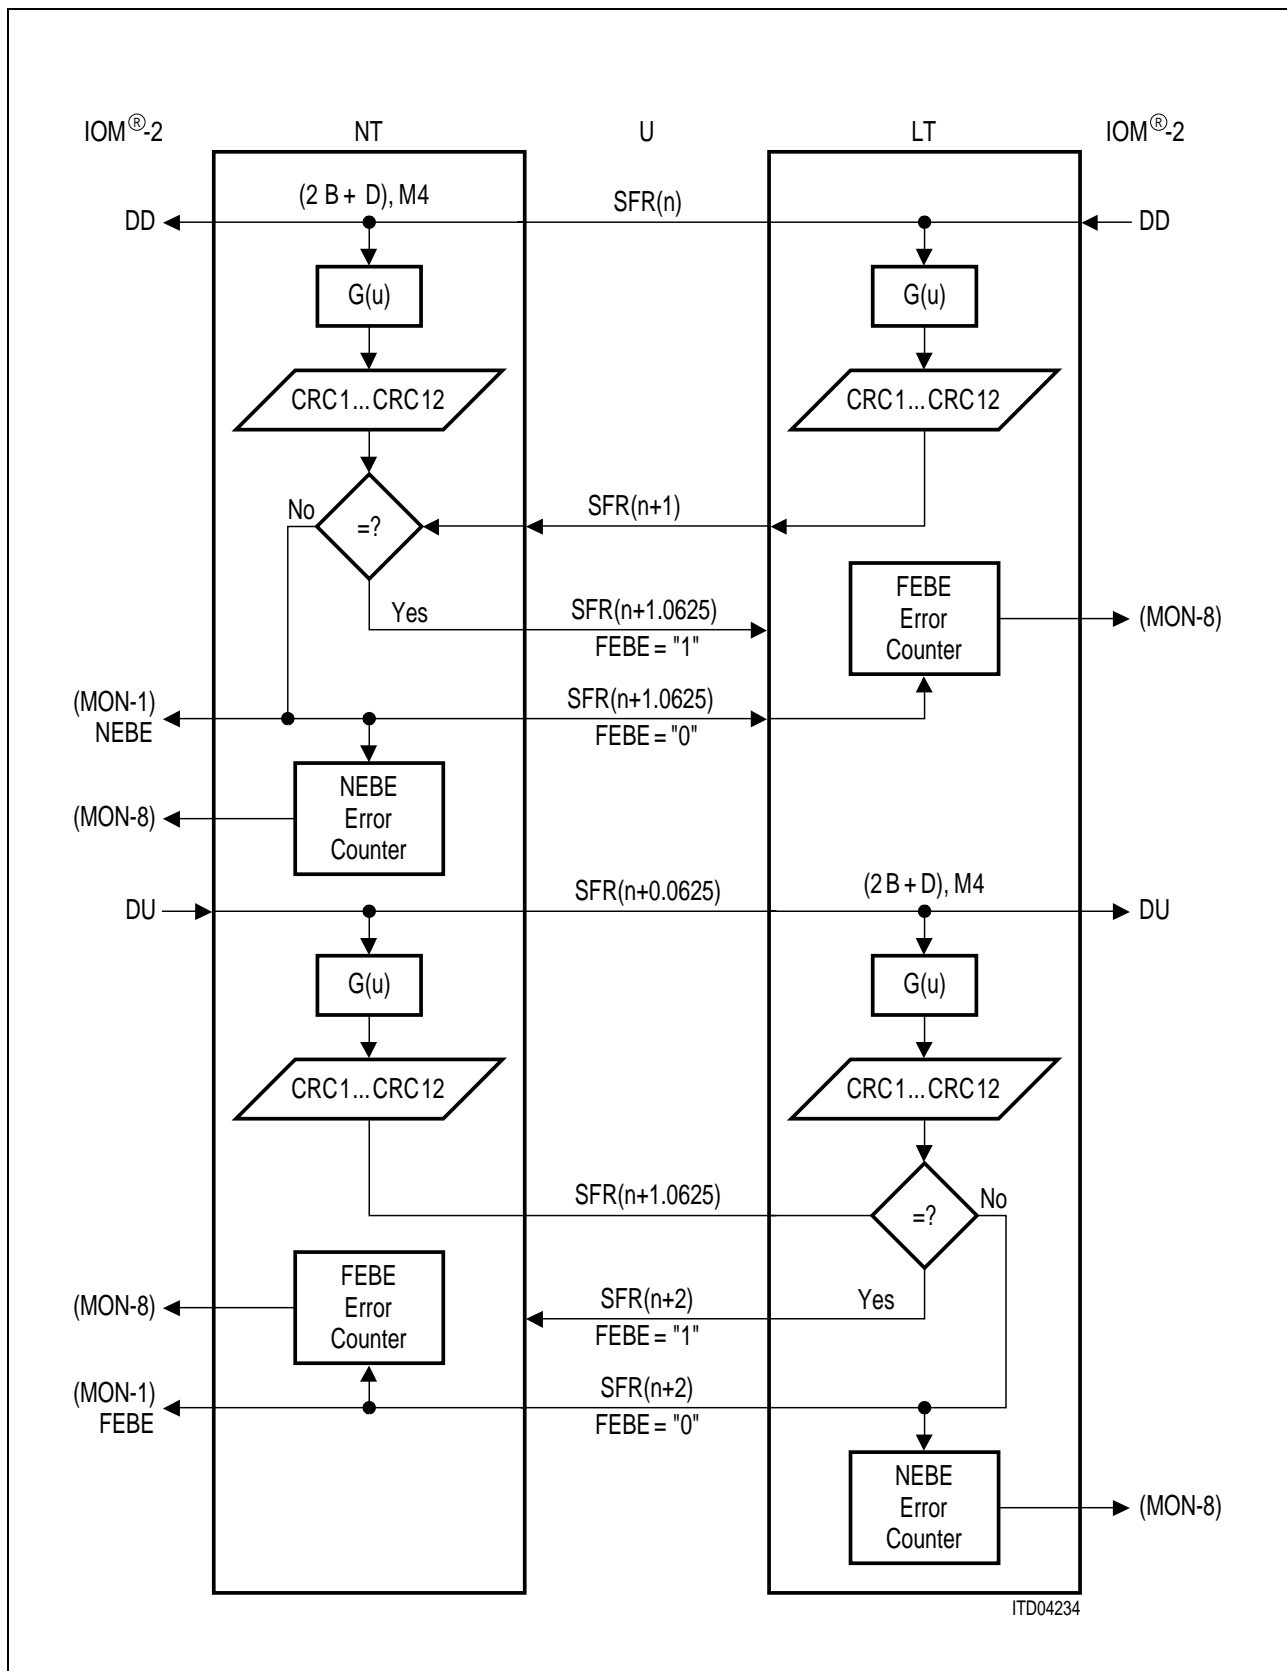 IOM®-2 NT U LT IOM®-2
(2 B + D), M4
SFR(n)
DD DD
G(u) G(u)
CRC1...CRC12 CRC1...CRC12
No SFR(n+1)
=?
FEBE
Error
Counter
(MON-8)
Yes SFR(n+1.0625)
FEBE = "1"
(MON-1)
NEBE
SFR(n+1.0625)
FEBE = "0"
NEBE
Error
Counter
(MON-8)
DU SFR(n+0.0625) (2 B + D), M4 DU
G(u) G(u)
CRC1...CRC12 CRC1...CRC12
SFR(n+1.0625) =? No
FEBE
Error
Counter
(MON-8)
SFR(n+2) Yes
FEBE = "1"
(MON-1)
FEBE
SFR(n+2)
FEBE = "0"
NEBE
Error
Counter
(MON-8)
ITD04234